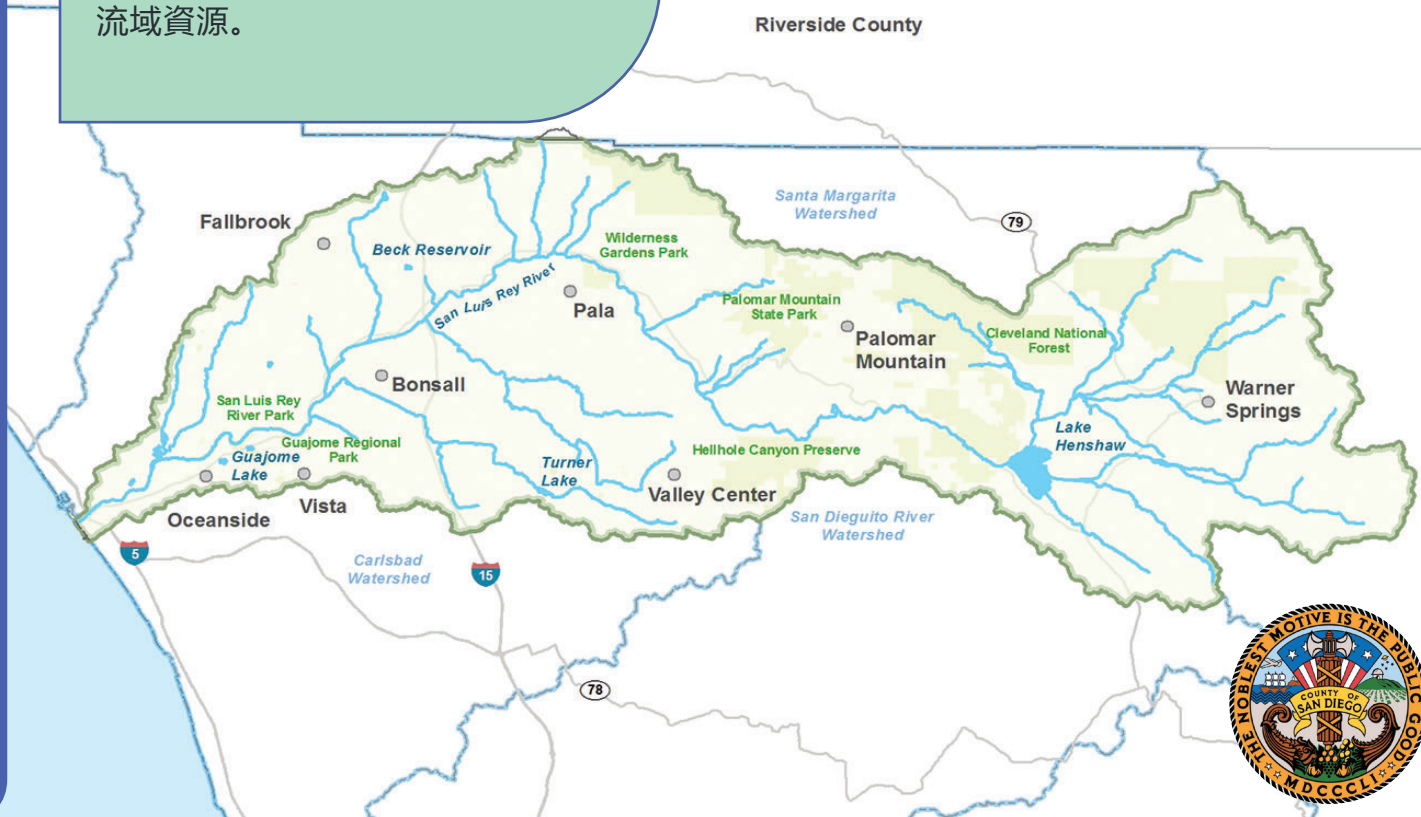 流域資源。
Riverside County
Santa Margarita
Watershed
79
Fallbrook
Beck Reservoir
Wilderness
Gardens Park
San Luis Rey River
Pala
Palomar Mountain
State Park
Palomar
Mountain
Cleveland National
Forest
Bonsall
Warner
Springs
San Luis Rey
River Park
Lake
Henshaw
Guajome Regional
Park
Guajome
Lake
Turner
Lake
Hellhole Canyon Preserve
Valley Center
Vista
Oceanside
San Dieguito River
Watershed
5
Carlsbad
Watershed
15
78
THE NOBLEST MOTIVE IS THE PUBLIC GOOD
COUNTY OF
SAN DIEGO
MDCCCLI